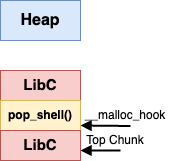 Heap
LibC
pop_shell() __malloc_hook
LibC Top Chunk